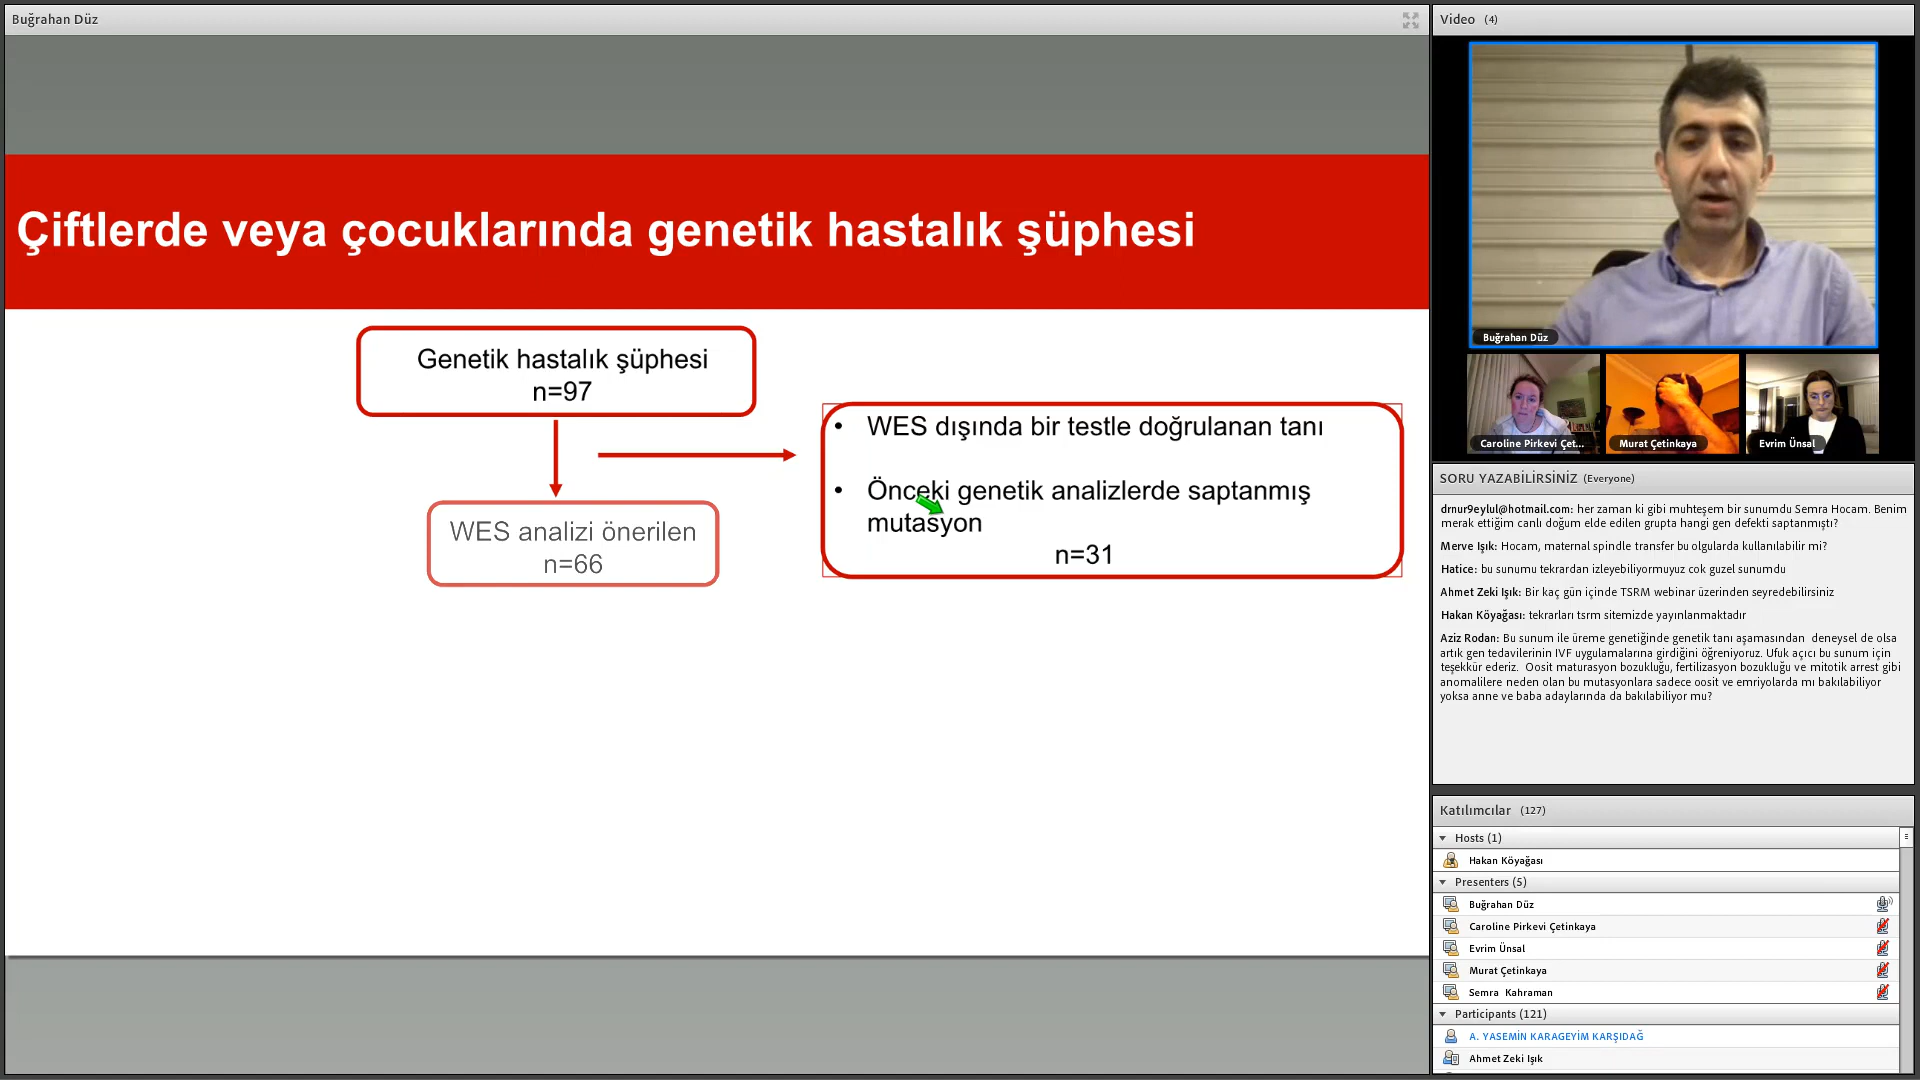 Buğrahan Düz
Çiftlerde veya çocuklarında genetik hastalık şüphesi
Genetik hastalık şüphesi
n=97
WES analizi önerilen
n=66
• WES dışında bir testle doğrulanan tanı
• Önceki genetik analizlerde saptanmış
mutasyon
n=31
Video (4)
Buğrahan Düz
Caroline Pirkevi Çet...
Murat Çetinkaya
Evrim Ünsal
SORU YAZABİLİRSİNİZ (Everyone)
drnur9eylul@hotmail.com: her zaman ki gibi muhteşem bir sunumdu Semra Hocam. Benim
merak ettiğim canlı doğum elde edilen grupta hangi gen defekti saptanmıştı?
Merve Işık: Hocam, maternal spindle transfer bu olgularda kullanılabilir mi?
Hatice: bu sunumu tekrardan izleyebiliyormuyuz cok guzel sunumdu
Ahmet Zeki Işık: Bir kaç gün içinde TSRM webinar üzerinden seyredebilirsiniz
Hakan Köyağası: tekrarları tsrm sitemizde yayınlanmaktadır
Aziz Rodan: Bu sunum ile üreme genetiğinde genetik tanı aşamasından deneysel de olsa
artık gen tedavilerinin IVF uygulamalarına girdiğini öğreniyoruz. Ufuk açıcı bu sunum için
teşekkür ederiz. Oosit maturasyon bozukluğu, fertilizasyon bozukluğu ve mitotik arrest gibi
anomalilere neden olan bu mutasyonlara sadece oosit ve emriyolarda mı bakılabiliyor
yoksa anne ve baba adaylarında da bakılabiliyor mu?
Katılımcılar (127)
Hosts (1)
Hakan Köyağası
Presenters (5)
Buğrahan Düz
Caroline Pirkevi Çetinkaya
Evrim Ünsal
Murat Çetinkaya
Semra Kahraman
Participants (121)
A. YASEMİN KARAGEYİM KARŞIDAĞ
Ahmet Zeki Işık